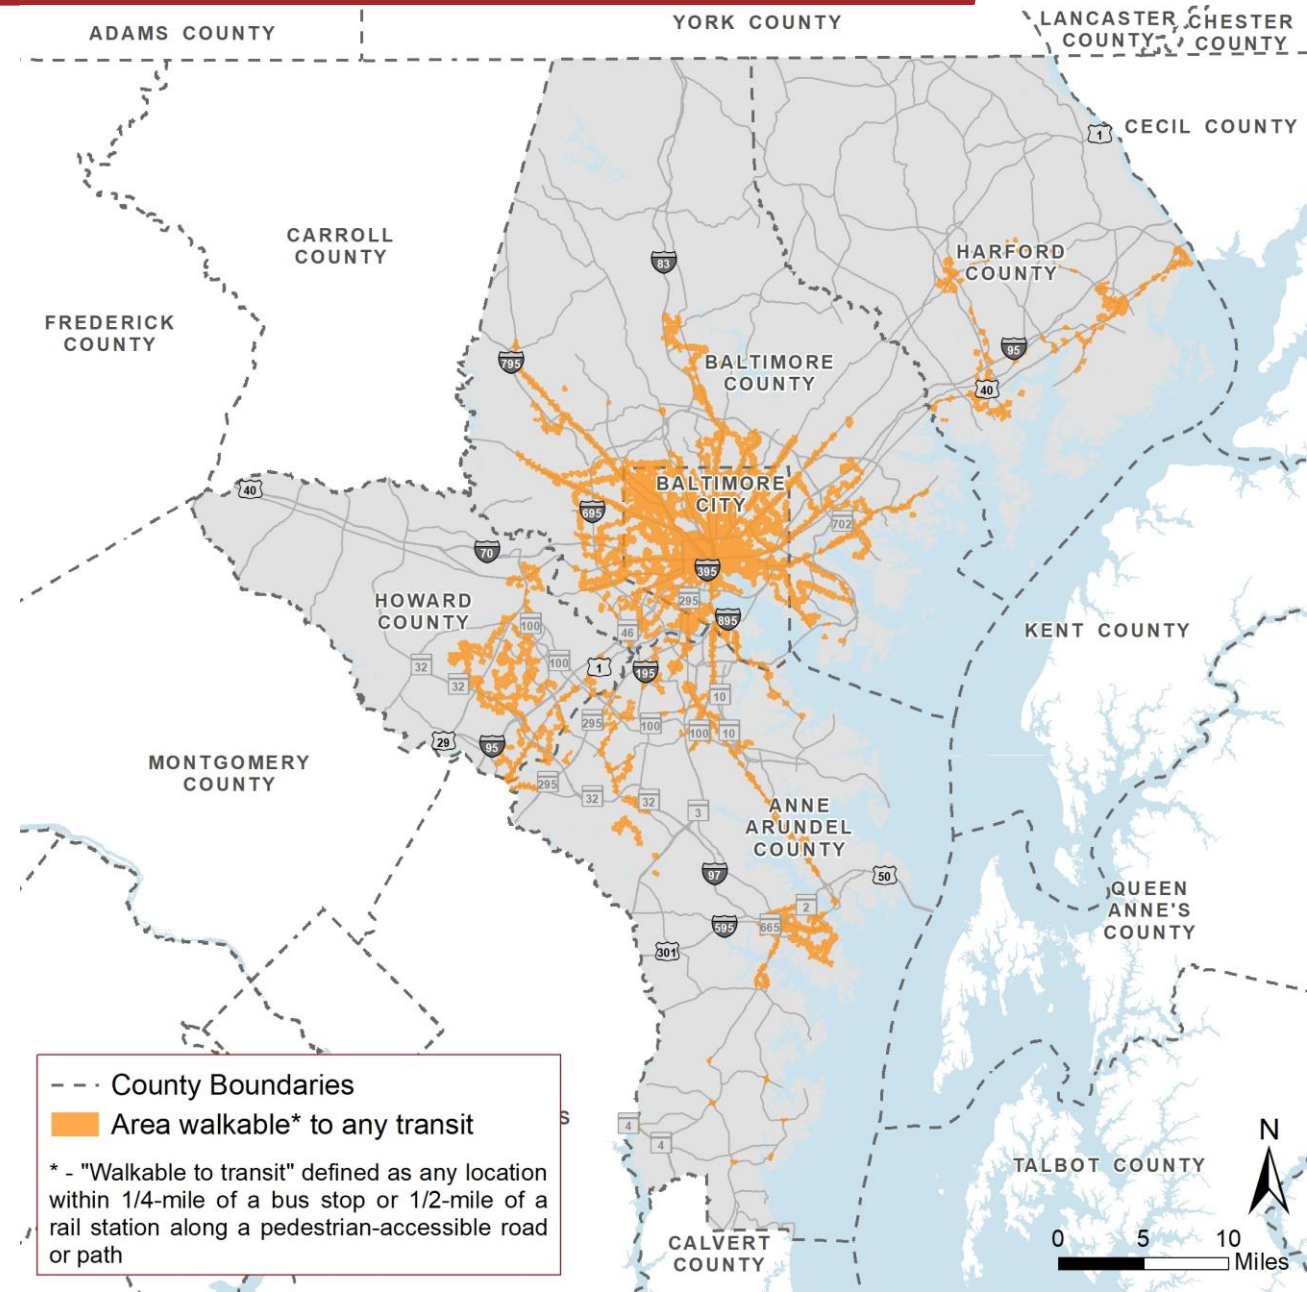 ADAMS COUNTY
YORK COUNTY
LANCASTER
COUNTY
CHESTER
COUNTY
1
CECIL COUNTY
CARROLL
COUNTY
83
HARFORD
COUNTY
FREDERICK
COUNTY
795
BALTIMORE
COUNTY
95
40
40
BALTIMORE
CITY
695
702
70
395
HOWARD
COUNTY
295
895
100
46
KENT COUNTY
32
100
1
195
32
10
295
100
100
10
29
95
MONTGOMERY
COUNTY
295
32
32
3
ANNE
ARUNDEL
COUNTY
97
50
2
QUEEN
ANNE'S
COUNTY
595
665
301
S
4
4
TALBOT COUNTY
CALVERT
COUNTY
County Boundaries
Area walkable* to any transit
* - "Walkable to transit" defined as any location
within 1/4-mile of a bus stop or 1/2-mile of a
rail station along a pedestrian-accessible road
or path
N
0 5 10
Miles